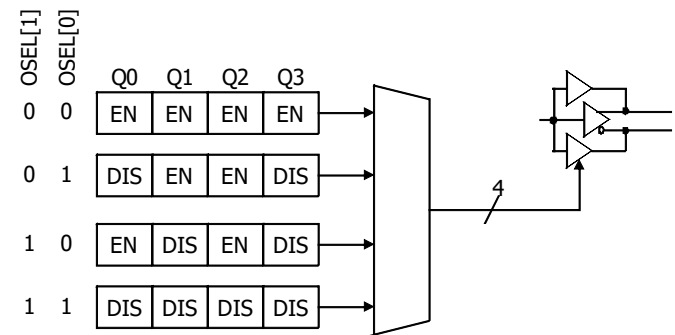 OSEL[1] OSEL[0]
Q0 Q1 Q2 Q3
0 0 EN EN EN EN
0 1 DIS EN EN DIS
4
1 0 EN DIS EN DIS
1 1 DIS DIS DIS DIS